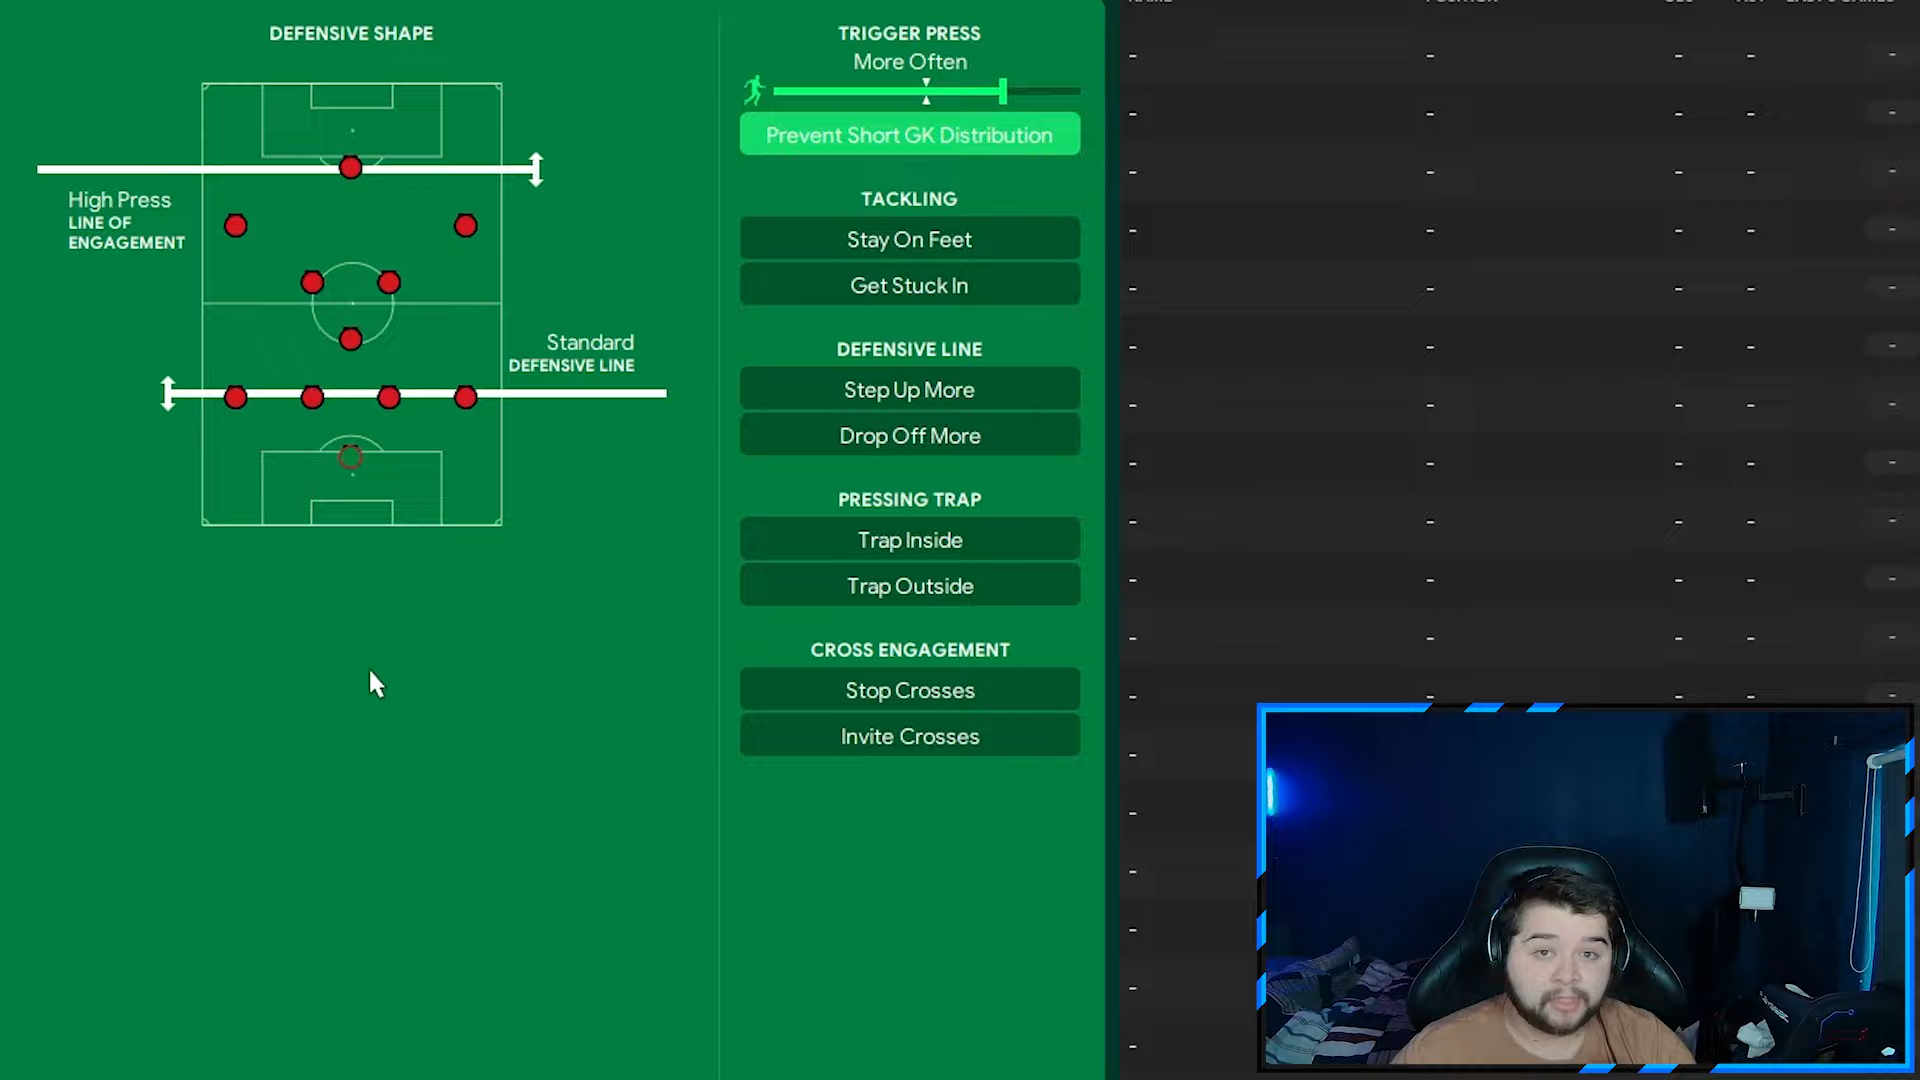 DEFENSIVE SHAPE
High Press
LINE OF
ENGAGEMENT
Standard
DEFENSIVE LINE
TRIGGER PRESS
More Often
Prevent Short GK Distribution
TACKLING
Stay On Feet
Get Stuck In
DEFENSIVE LINE
Step Up More
Drop Off More
PRESSING TRAP
Trap Inside
Trap Outside
CROSS ENGAGEMENT
Stop Crosses
Invite Crosses